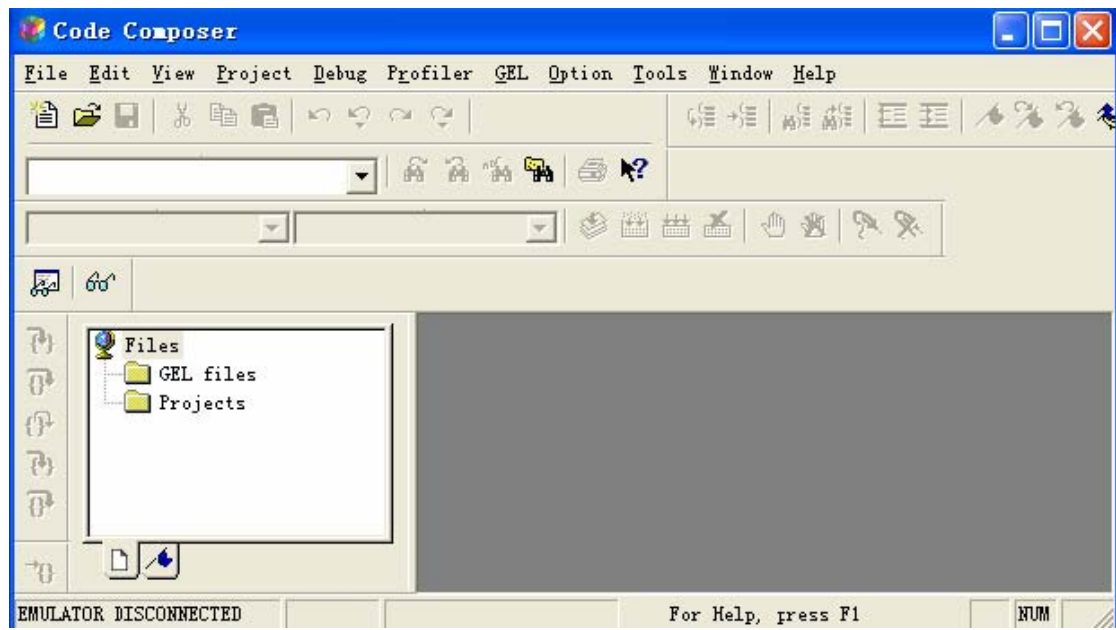 Code Composer
File Edit View Project Debug Profiler GEL Option Tools Window Help
Files
GEL files
Projects
EMULATOR DISCONNECTED For Help, press F1 NUM